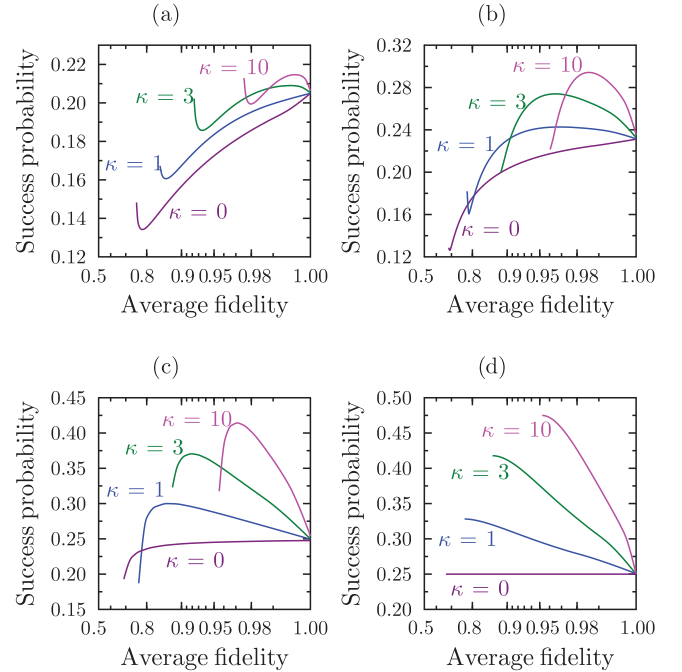 (a)
Success probability
0.22
0.20
0.18
0.16
0.14
0.12
κ = 10
κ = 3
κ = 1
κ = 0
0.5 0.8 0.9 0.95 0.98 1.00
Average fidelity
(b)
Success probability
0.32
0.28
0.24
0.20
0.16
0.12
κ = 10
κ = 3
κ = 1
κ = 0
0.5 0.8 0.9 0.95 0.98 1.00
Average fidelity
(c)
Success probability
0.45
0.40
0.35
0.30
0.25
0.20
0.15
κ = 10
κ = 3
κ = 1
κ = 0
0.5 0.8 0.9 0.95 0.98 1.00
Average fidelity
(d)
Success probability
0.50
0.45
0.40
0.35
0.30
0.25
0.20
κ = 10
κ = 3
κ = 1
κ = 0
0.5 0.8 0.9 0.95 0.98 1.00
Average fidelity